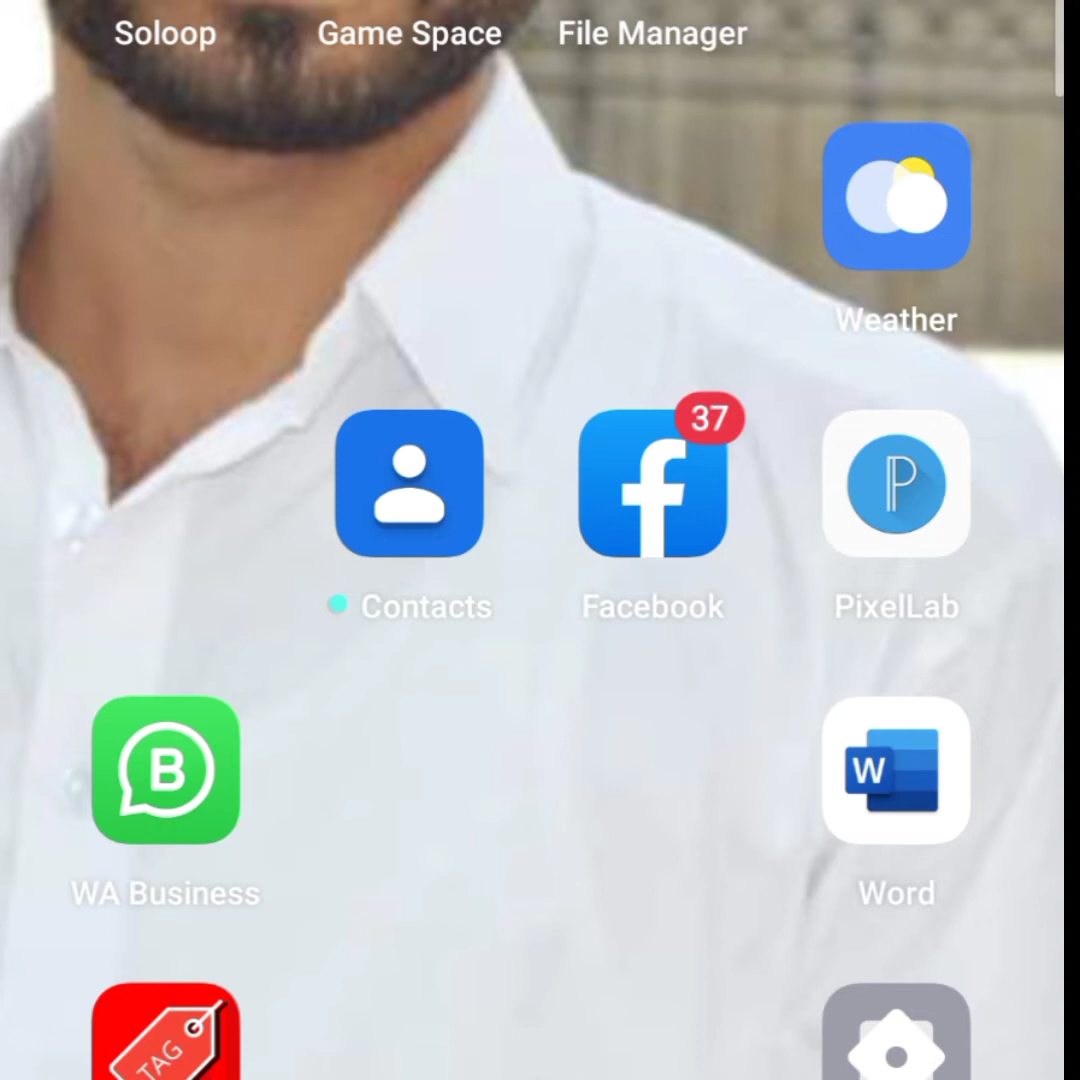 Soloop Game Space File Manager
Weather
37
P
Contacts Facebook PixelLab
B
W
WA Business Word
TAG